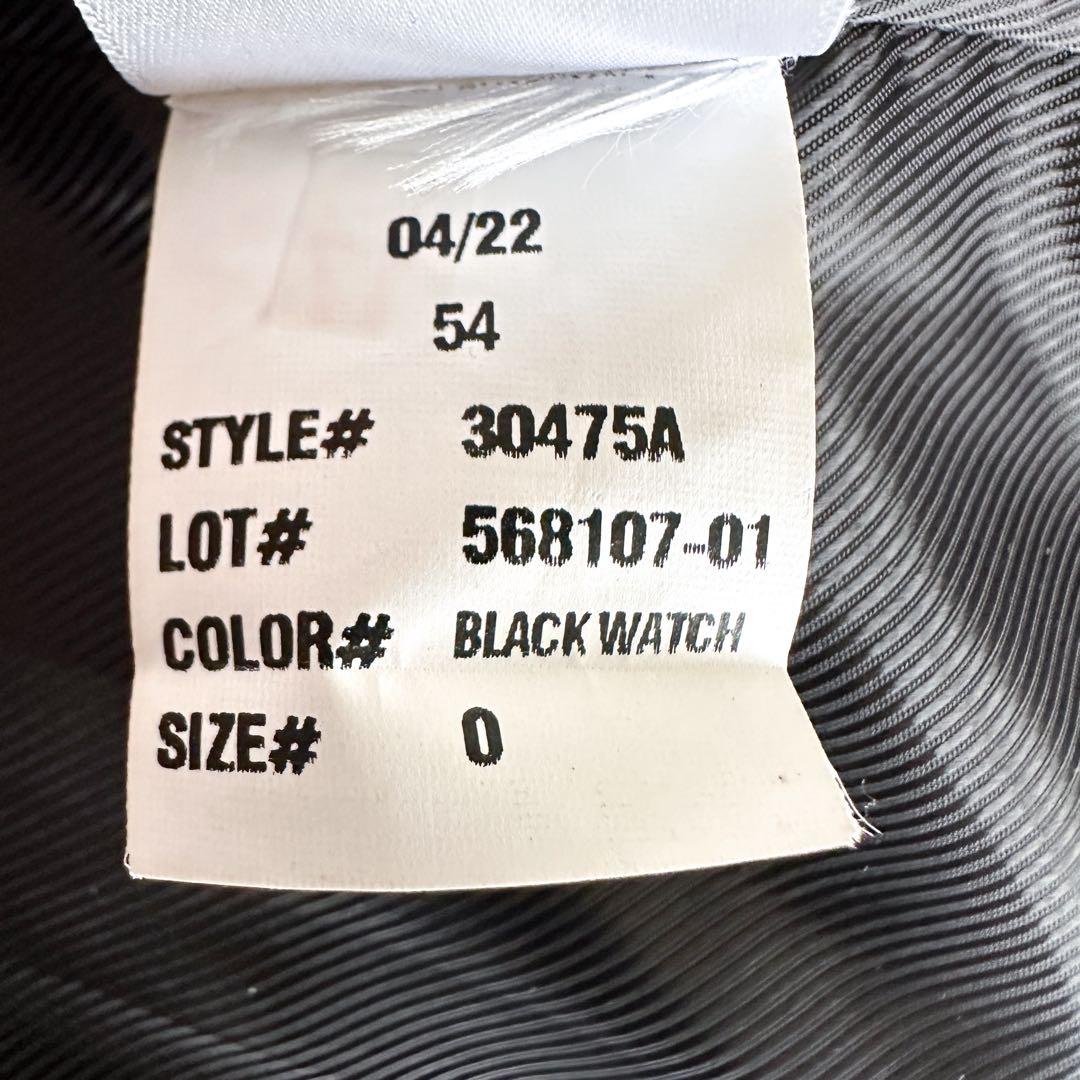 04/22
54
STYLE# 30475A
LOT# 568107-01
COLOR# BLACK WATCH
SIZE# 0